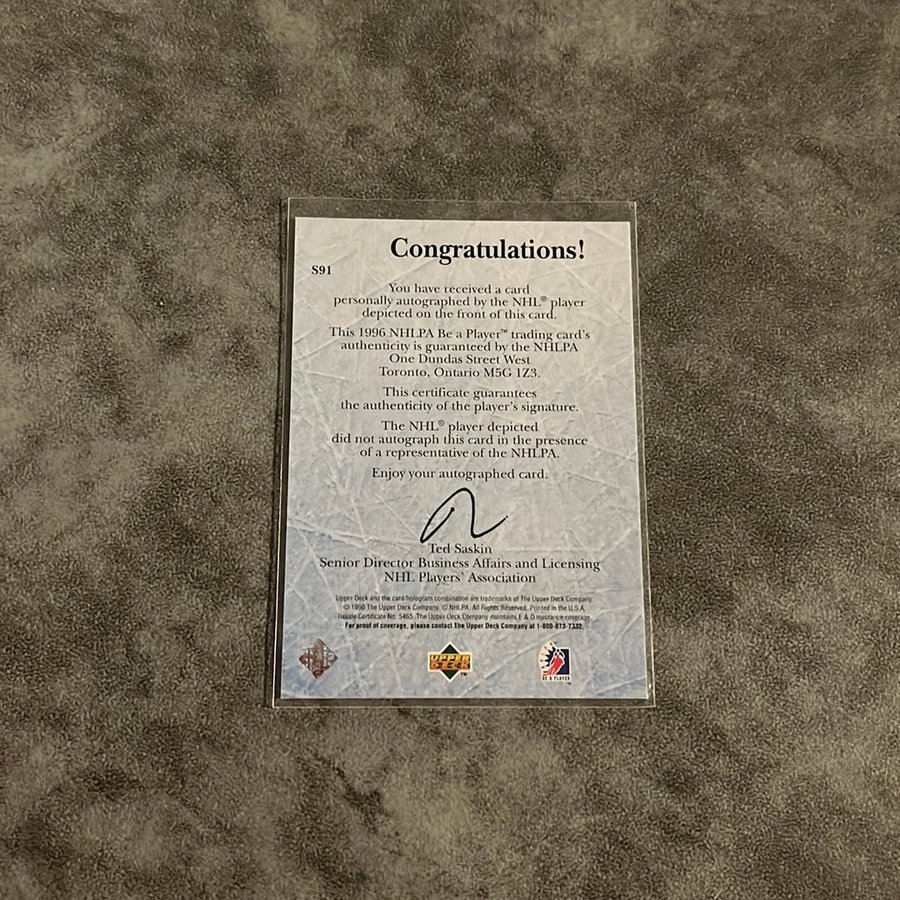 Congratulations!
S91
You have received a card
personally autographed by the NHL® player
depicted on the front of this card.
This 1996 NHLPA Be a Player™ trading card's
authenticity is guaranteed by the NHLPA
One Dundas Street West
Toronto, Ontario M5G 1Z3.
This certificate guarantees
the authenticity of the player's signature.
The NHL® player depicted
did not autograph this card in the presence
of a representative of the NHLPA.
Enjoy your autographed card.
Ted Saskin
Senior Director Business Affairs and Licensing
NHL Players' Association
Upper Deck and the card/hologram combination are trademarks of The Upper Deck Company.
© 1996 The Upper Deck Company. © NHLPA. All Rights Reserved. Printed in the U.S.A.
Resale Certificate No. 5465. The Upper Deck Company maintains E & O insurance coverage.
For proof of coverage, please contact The Upper Deck Company at 1-800-873-7332.
UPPER
DECK
TM
BE A PLAYER